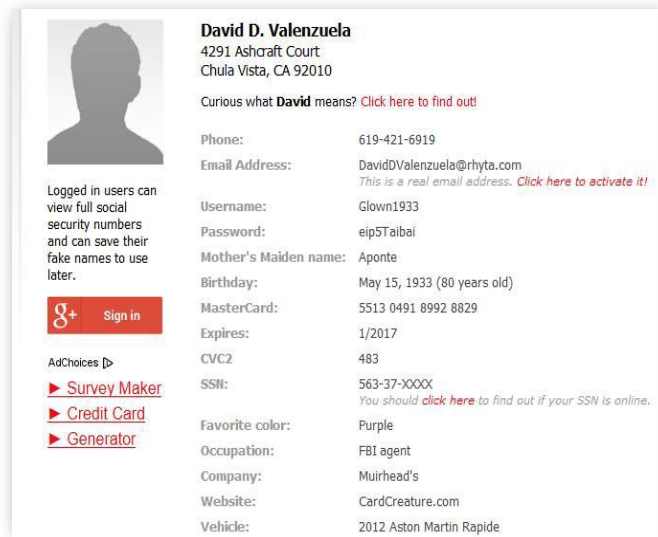 David D. Valenzuela
4291 Ashcraft Court
Chula Vista, CA 92010
Curious what David means? Click here to find out!
Phone: 619-421-6919
Email Address: DavidDValenzuela@rhyta.com
This is a real email address. Click here to activate it!
Username: Glown1933
Password: eip5Taibai
Mother's Maiden name: Aponte
Birthday: May 15, 1933 (80 years old)
MasterCard: 5513 0491 8992 8829
Expires: 1/2017
CVC2 483
SSN: 563-37-XXXX
You should click here to find out if your SSN is online.
Favorite color: Purple
Occupation: FBI agent
Company: Muirhead's
Website: CardCreature.com
Vehicle: 2012 Aston Martin Rapide
Logged in users can
view full social
security numbers
and can save their
fake names to use
later.
g+ Sign in
AdChoices
► Survey Maker
► Credit Card
► Generator